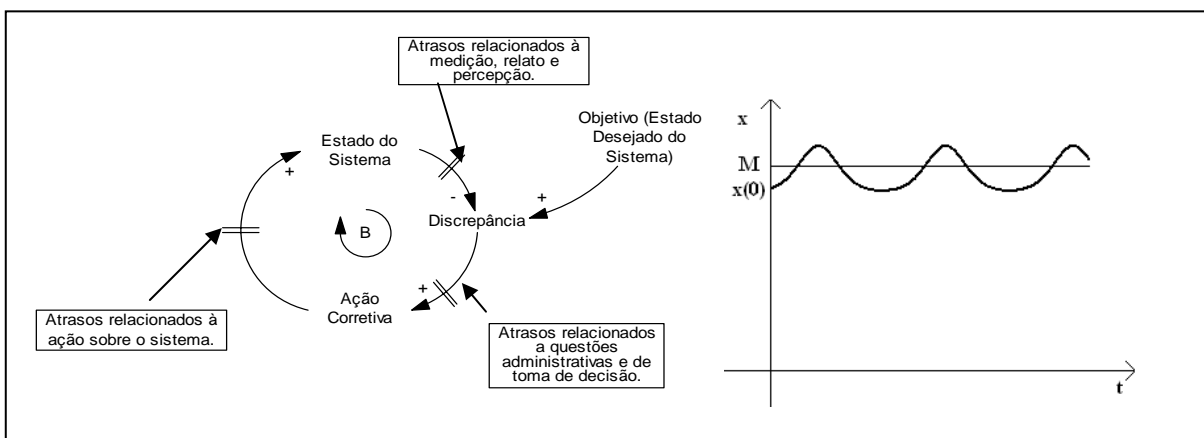 Atrasos relacionados à
medição, relato e
percepção.
Objetivo (Estado
Desejado do
Sistema)
Estado do
Sistema
+
-
+
Discrepância
B
+
Ação
Corretiva
Atrasos relacionados à
ação sobre o sistema.
Atrasos relacionados
a questões
administrativas e de
toma de decisão.
x
M
x(0)
t